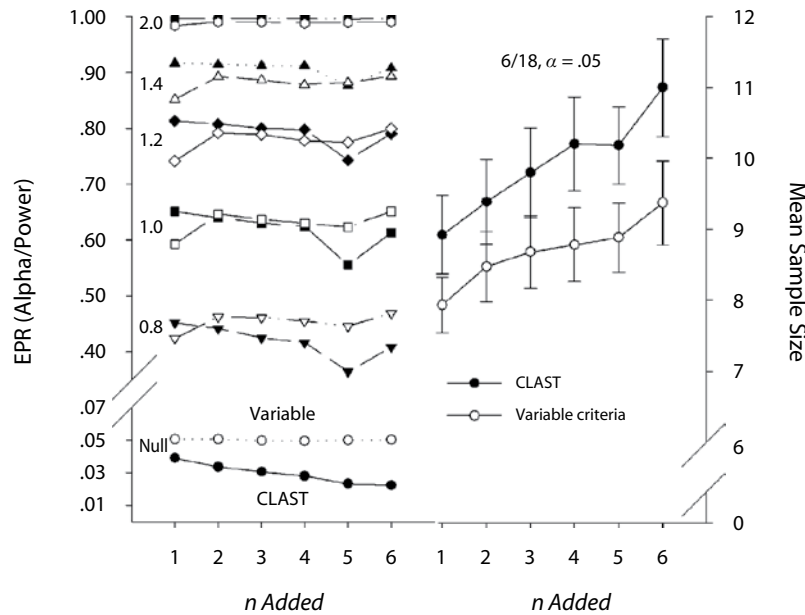 1.00
.90
.80
.70
.60
.50
.40
.07
.05
.03
.01
EPR (Alpha/Power)
2.0
1.4
1.2
1.0
0.8
Null
Variable
CLAST
1 2 3 4 5 6
n Added
6/18, α = .05
CLAST
Variable criteria
1 2 3 4 5 6
n Added
12
11
10
9
8
7
6
0
Mean Sample Size